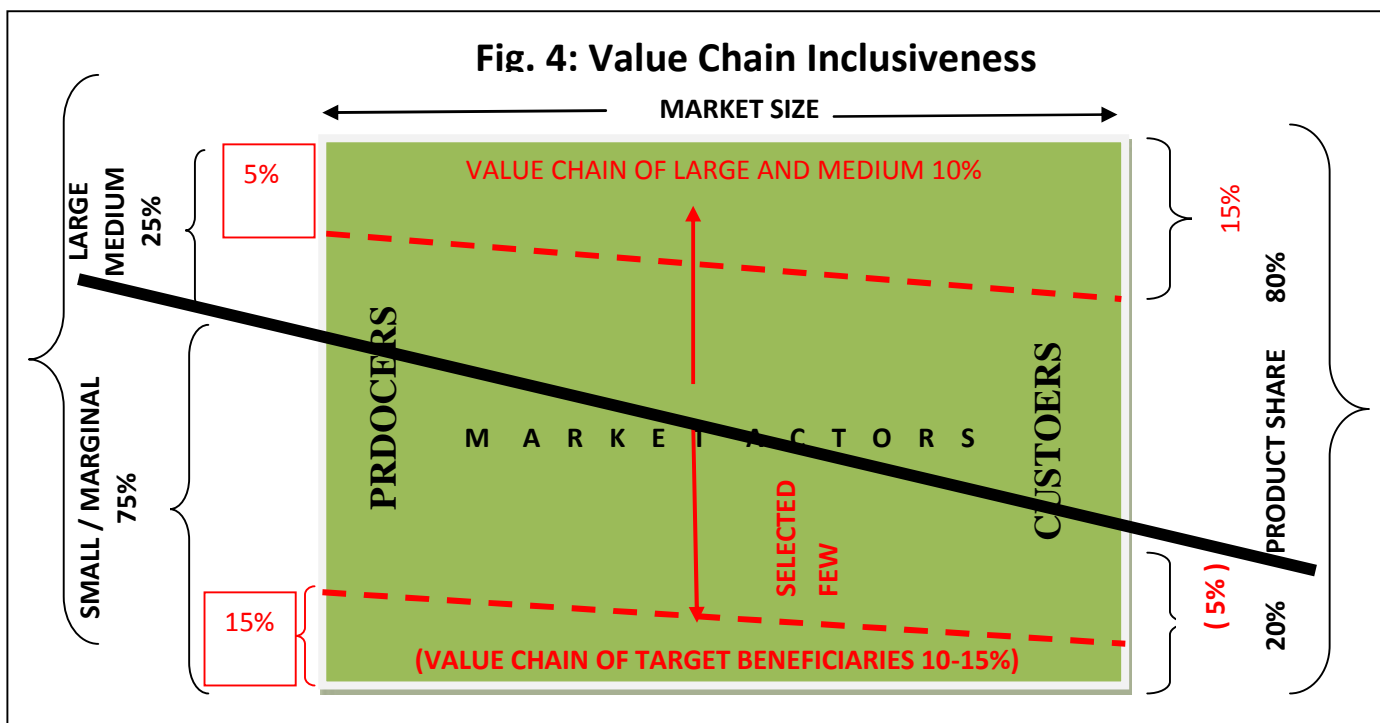 Fig. 4: Value Chain Inclusiveness
MARKET SIZE
LARGE
MEDIUM
25%
5%
VALUE CHAIN OF LARGE AND MEDIUM 10%
15%
80%
PRDOCERS
MARKET ACTORS
CUSTOERS
PRODUCT SHARE
SMALL / MARGINAL
75%
SELECTED
FEW
15%
(VALUE CHAIN OF TARGET BENEFICIARIES 10-15%)
( 5% )
20%